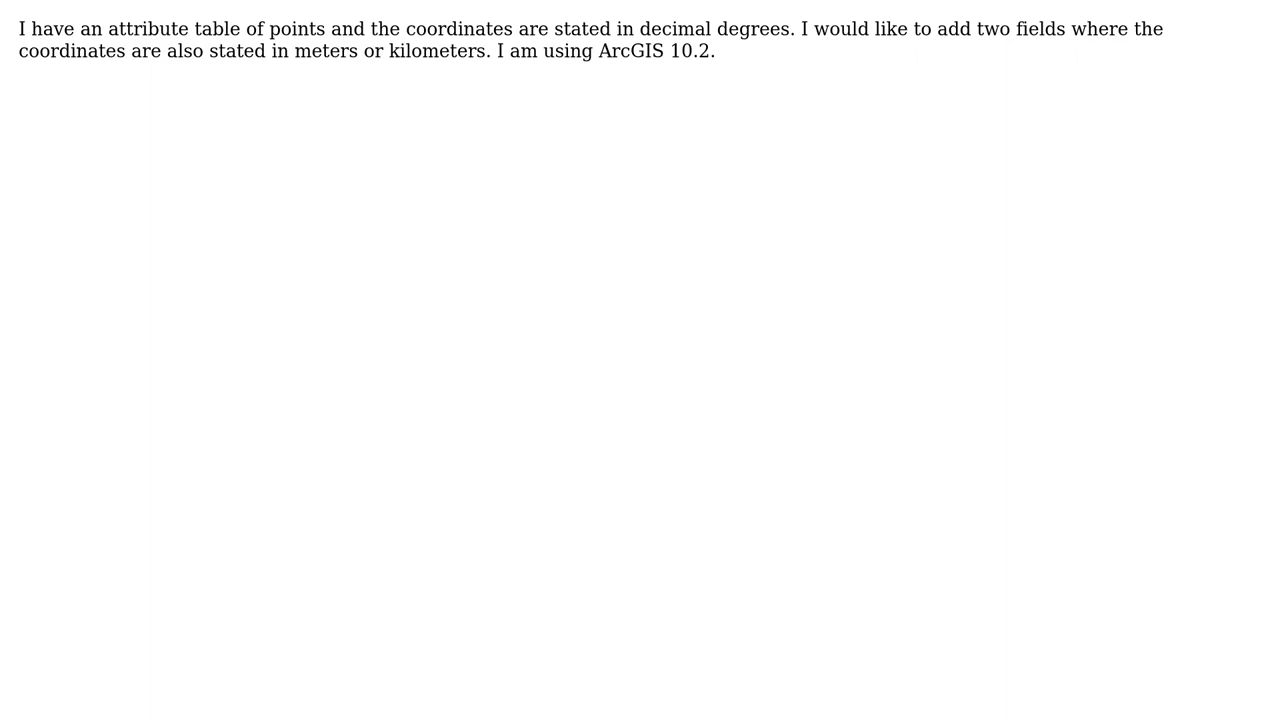 I have an attribute table of points and the coordinates are stated in decimal degrees. I would like to add two fields where the
coordinates are also stated in meters or kilometers. I am using ArcGIS 10.2.